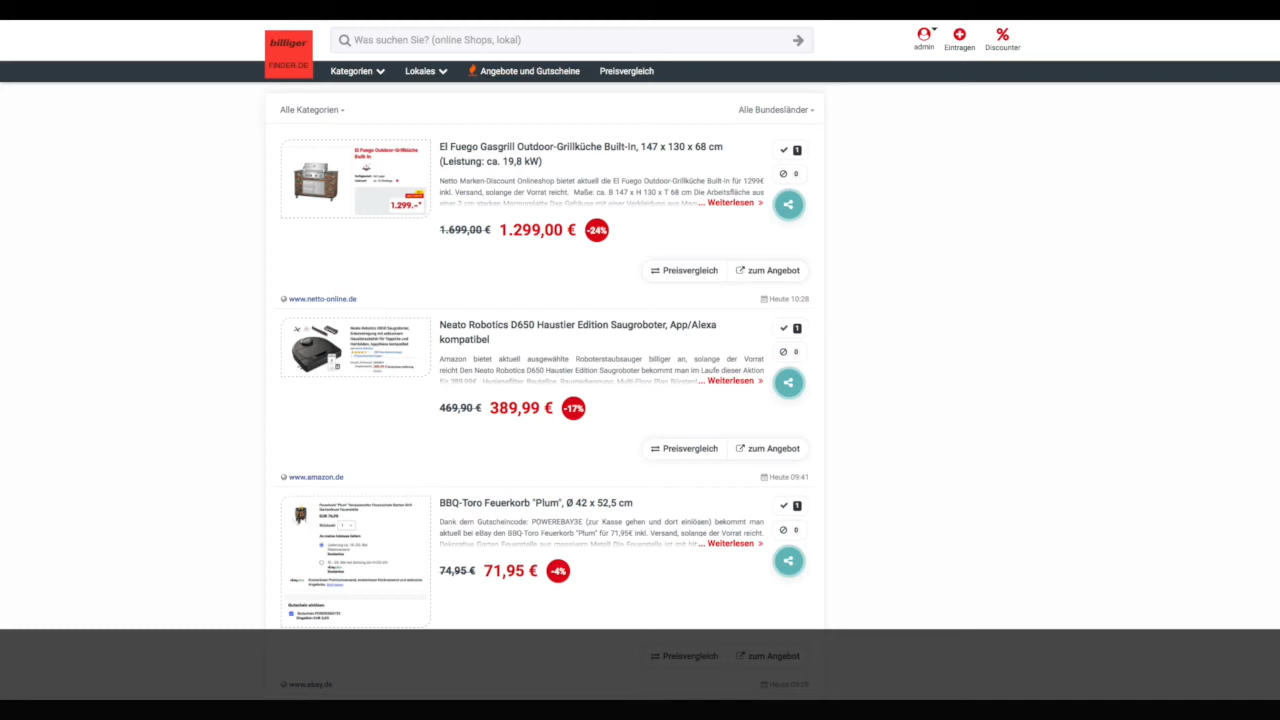 billiger
FINDER.DE
Was suchen Sie? (online Shops, lokal)
admin
Eintragen
Discounter
Kategorien
Lokales
Angebote und Gutscheine
Preisvergleich
Alle Kategorien
Alle Bundesländer
El Fuego Outdoor-Grillküche
Built-in
1.299.-*
El Fuego Gasgrill Outdoor-Grillküche Built-in, 147 x 130 x 68 cm
(Leistung: ca. 19,8 kW)
Netto Marken-Discount Onlineshop bietet aktuell die El Fuego Outdoor-Grillküche Built-In für 1299€
inkl. Versand, solange der Vorrat reicht. Maße: ca. B 147 x H 130 x T 68 cm Die Arbeitsfläche aus
... Weiterlesen »
1
0
1.699,00 € 1.299,00 € -24%
Preisvergleich
zum Angebot
www.netto-online.de
Heute 10:28
Neato Robotics D650 Haustier Edition Saugroboter, App/Alexa
kompatibel
Amazon bietet aktuell ausgewählte Roboterstaubsauger billiger an, solange der Vorrat
reicht Den Neato Robotics D650 Haustier Edition Saugroboter bekommt man im Laufe dieser Aktion
... Weiterlesen »
1
0
469,90 € 389,99 € -17%
Preisvergleich
zum Angebot
www.amazon.de
Heute 09:41
BBQ-Toro Feuerkorb "Plum", Ø 42 x 52,5 cm
Dank dem Gutscheincode: POWEREBAY3E (zur Kasse gehen und dort einlösen) bekommt man
aktuell bei eBay den BBQ-Toro Feuerkorb "Plum" für 71,95€ inkl. Versand, solange der Vorrat reicht.
... Weiterlesen »
1
0
74,95 € 71,95 € -4%
Preisvergleich
zum Angebot
www.ebay.de